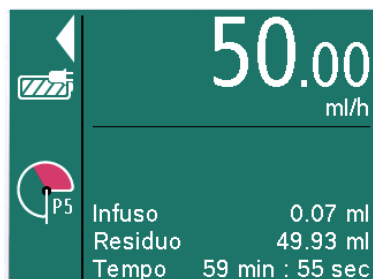 50.00
ml/h
P5
Infuso 0.07 ml
Residuo 49.93 ml
Tempo 59 min : 55 sec